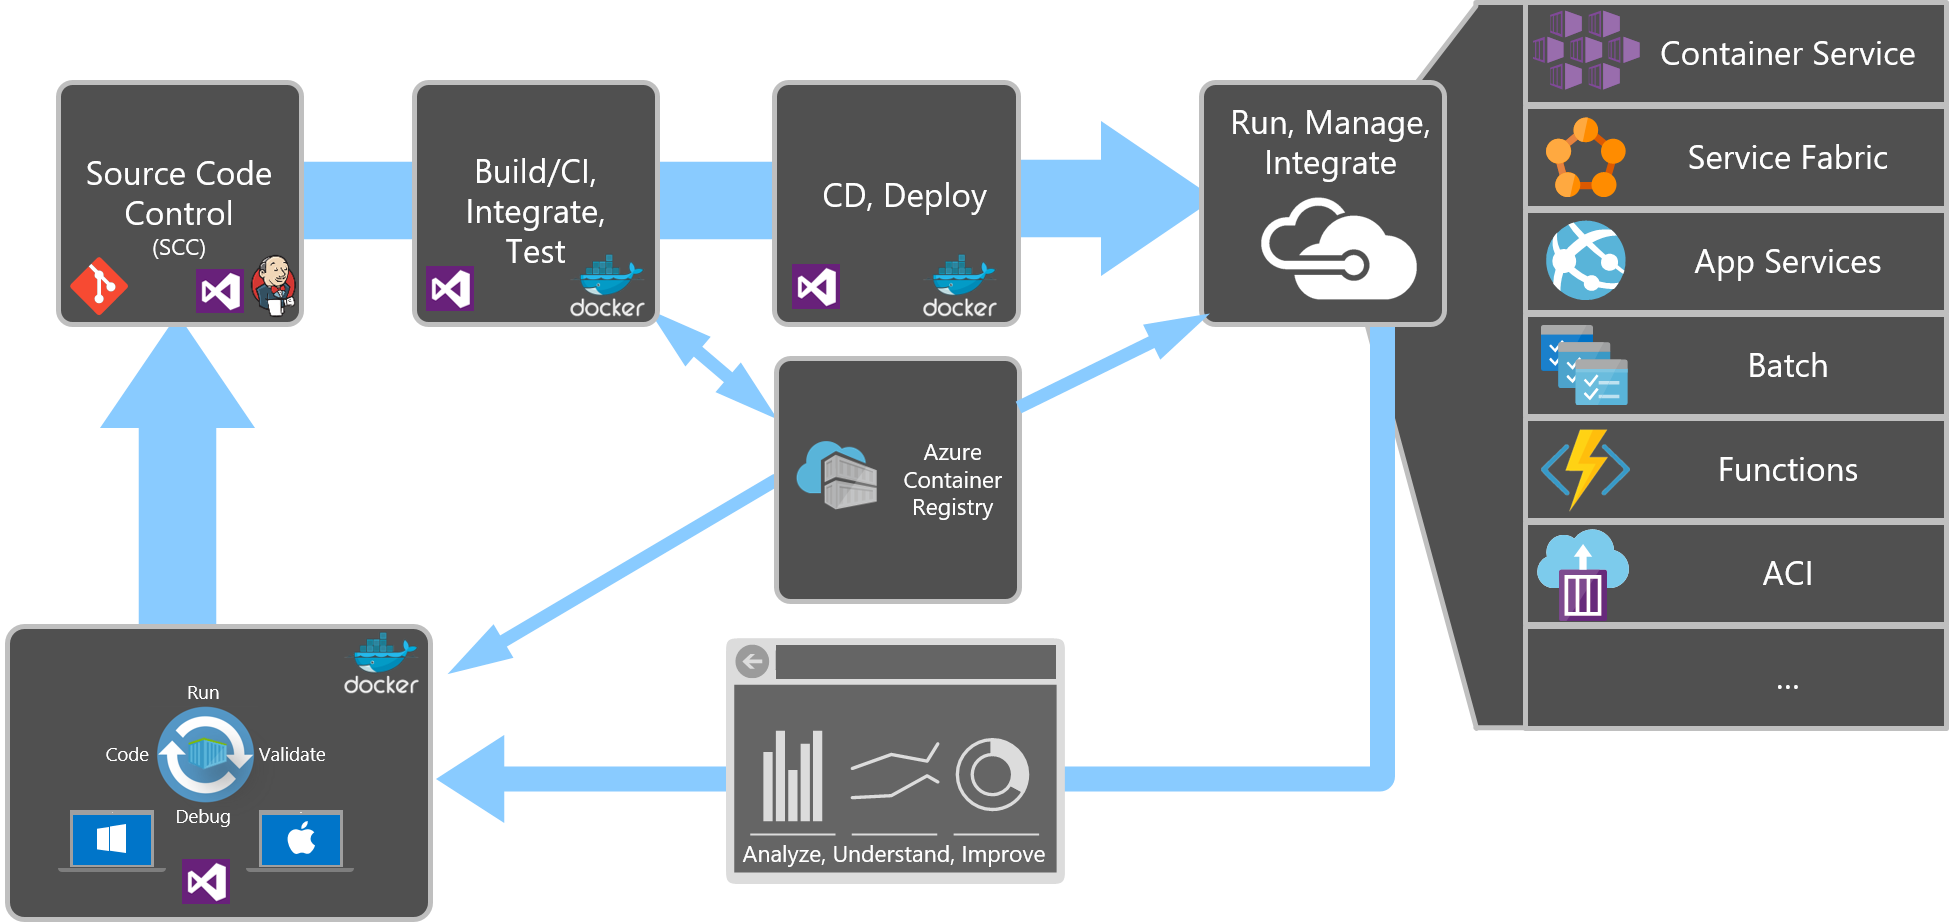 Source Code
Control
(SCC)
Build/CI,
Integrate,
Test
docker
CD, Deploy
docker
Run, Manage,
Integrate
Container Service
Service Fabric
App Services
Batch
Functions
ACI
...
Azure
Container
Registry
docker
Run
Code
Validate
Debug
Analyze, Understand, Improve